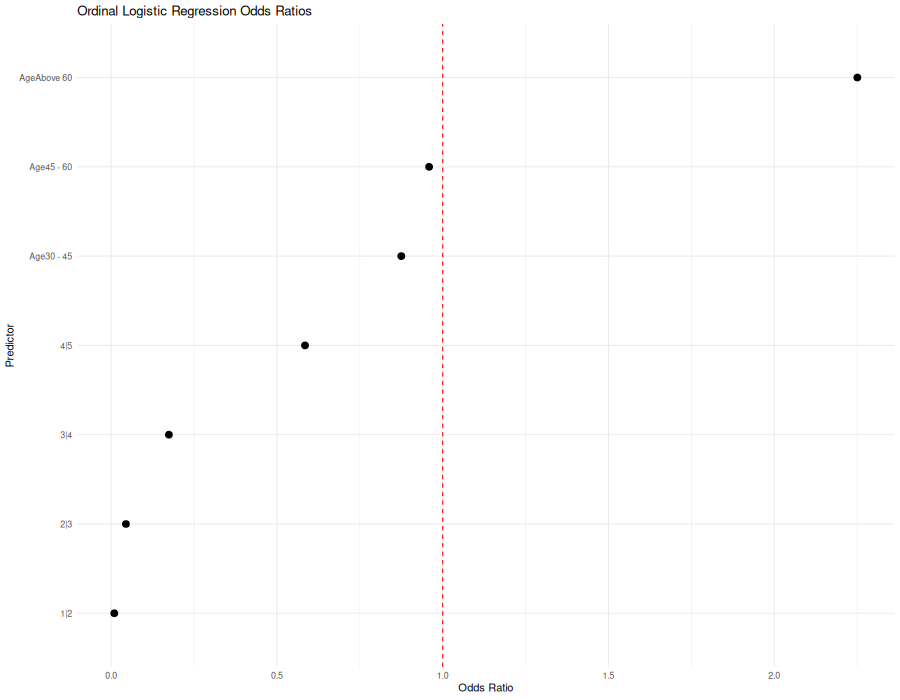 Ordinal Logistic Regression Odds Ratios
AgeAbove 60
Age45 - 60
Age30 - 45
4|5
3|4
2|3
1|2
Predictor
0.0 0.5 1.0 1.5 2.0
Odds Ratio